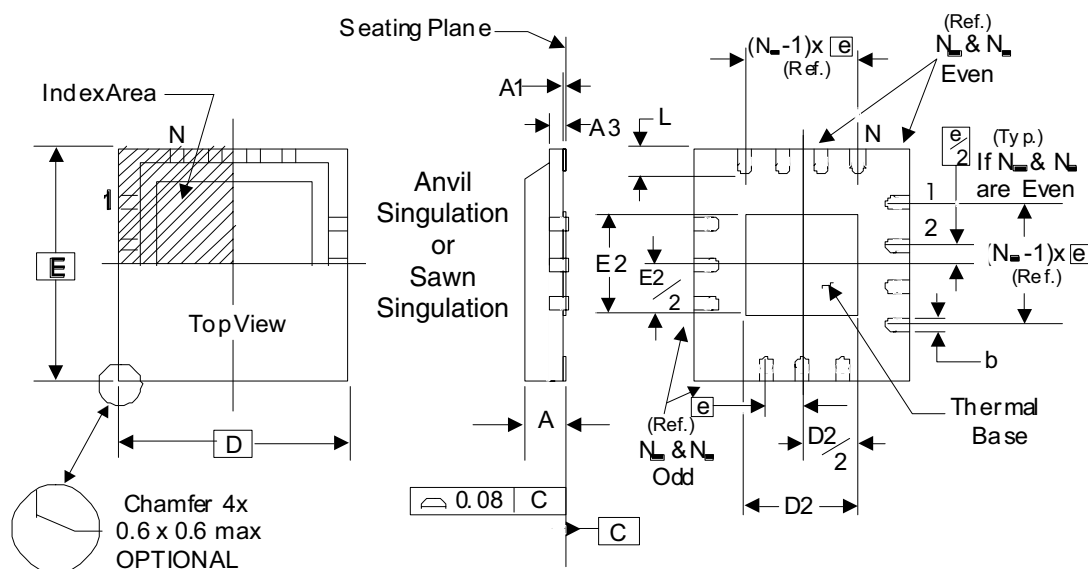 Seating Plane
IndexArea
N
1
E
Top View
D
Chamfer 4x
0.6 x 0.6 max
OPTIONAL
Anvil
Singulation
or
Sawn
Singulation
A1
A3
A
0.08 C
C
L
E2
E2
2
(N -1)x e
(Ref.)
(Ref.)
N & N
Even
N
e
2
(Typ.)
If N & N
are Even
1
2
(N -1)x e
(Ref.)
b
Thermal
Base
e
(Ref.)
N & N
Odd
D2
2
D2